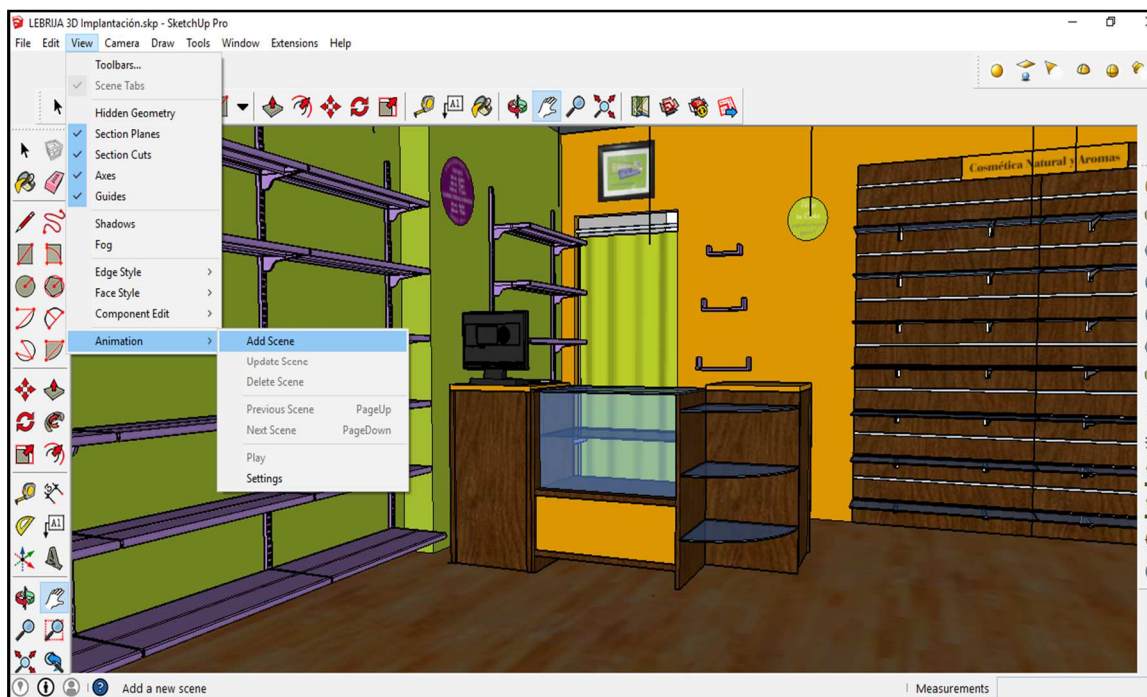 LEBRIJA 3D Implantación.skp - SketchUp Pro
File Edit View Camera Draw Tools Window Extensions Help
Toolbars...
Scene Tabs
Hidden Geometry
Section Planes
Section Cuts
Axes
Guides
Shadows
Fog
Edge Style
Face Style
Component Edit
Animation
Add Scene
Update Scene
Delete Scene
Previous Scene PageUp
Next Scene PageDown
Play
Settings
A1
A1
Cosmética Natural y Aromas
Add a new scene
Measurements